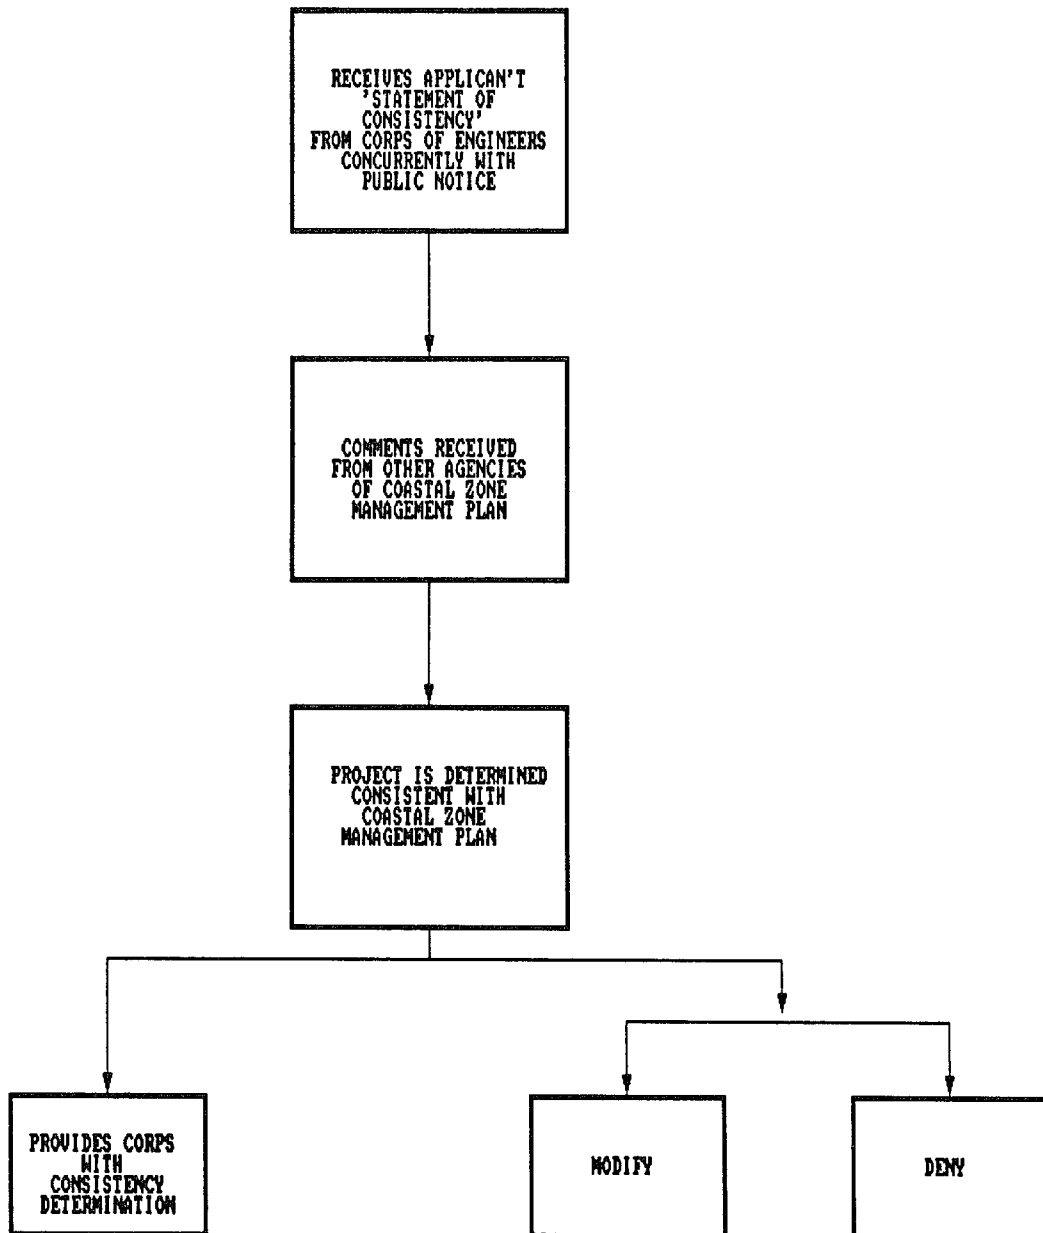 RECEIVES APPLICAN'T
'STATEMENT OF
CONSISTENCY'
FROM CORPS OF ENGINEERS
CONCURRENTLY WITH
PUBLIC NOTICE
COMMENTS RECEIVED
FROM OTHER AGENCIES
OF COASTAL ZONE
MANAGEMENT PLAN
PROJECT IS DETERMINED
CONSISTENT WITH
COASTAL ZONE
MANAGEMENT PLAN
PROVIDES CORPS
WITH
CONSISTENCY
DETERMINATION
MODIFY
DENY